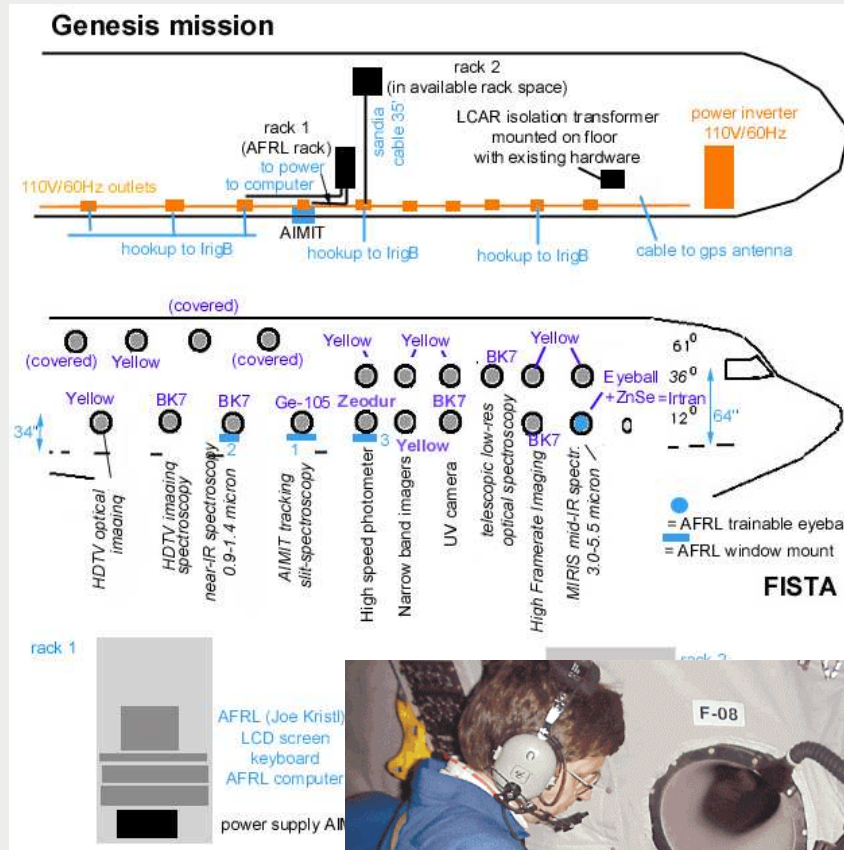 Genesis mission
rack 2
(in available rack space)
LCAR isolation transformer
mounted on floor
with existing hardware
power inverter
110V/60Hz
rack 1
(AFRL rack)
to power
to computer
sandia
cable 35'
110V/60Hz outlets
AIMIT
hookup to IrigB
hookup to IrigB
hookup to IrigB
cable to gps antenna
(covered)
(covered)
Yellow
(covered)
Yellow
Yellow
BK7
Yellow
61⁰
36⁰
12⁰
64"
Eyeball
+ZnSe =Irtran
Yellow
BK7
BK7
Ge-105
Zeodur
Yellow
BK7
BK7
34"
2
1
3
HDTV optical
imaging
HDTV imaging
spectroscopy
near-IR spectroscopy
0.9-1.4 micron
AIMIT tracking
slit-spectroscopy
High speed photometer
Narrow band imagers
UV camera
telescopic low-res
optical spectroscopy
High Framerate Imaging
MIRIS mid-IR spectr.
3.0-5.5 micron
= AFRL trainable eyeba
= AFRL window mount
FISTA
rack 1
AFRL (Joe Kristl)
LCD screen
keyboard
AFRL computer
power supply AIM
F-08